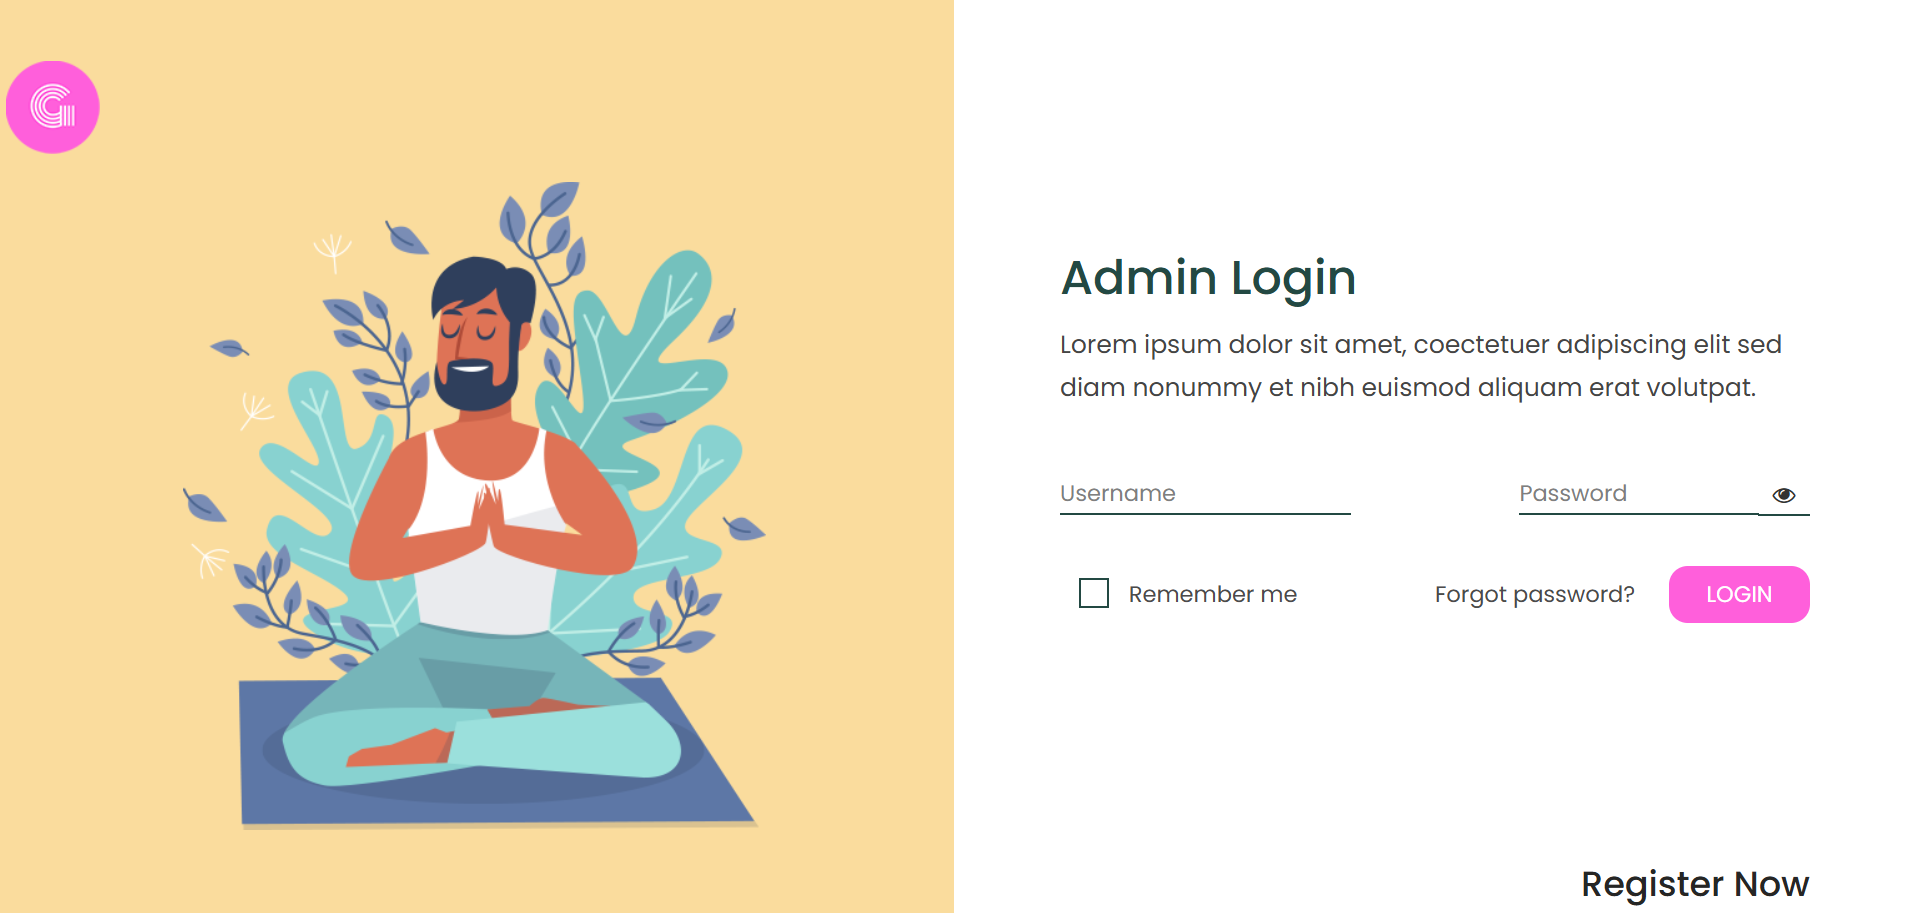 G
Admin Login
Lorem ipsum dolor sit amet, coectetuer adipiscing elit sed
diam nonummy et nibh euismod aliquam erat volutpat.
Username
Password
Remember me
Forgot password?
LOGIN
Register Now